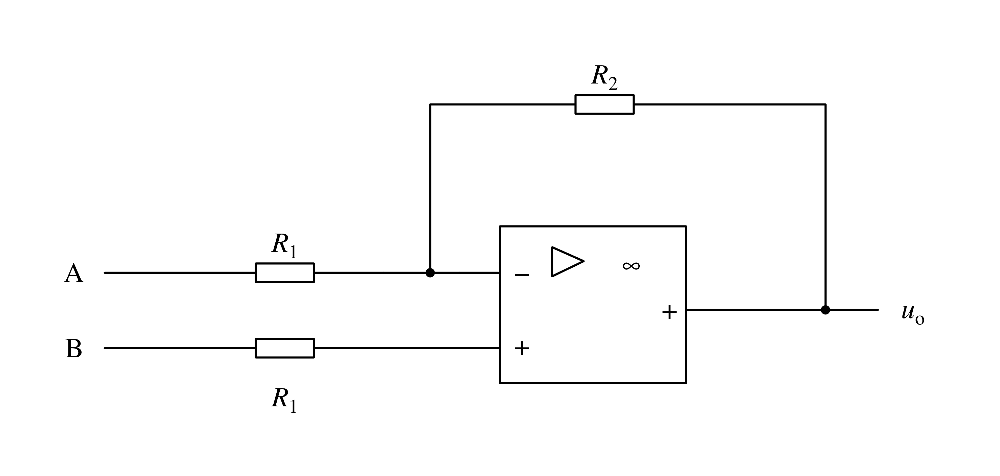 R₂
R₁
A
− ∞
+
uₒ
B
+
R₁